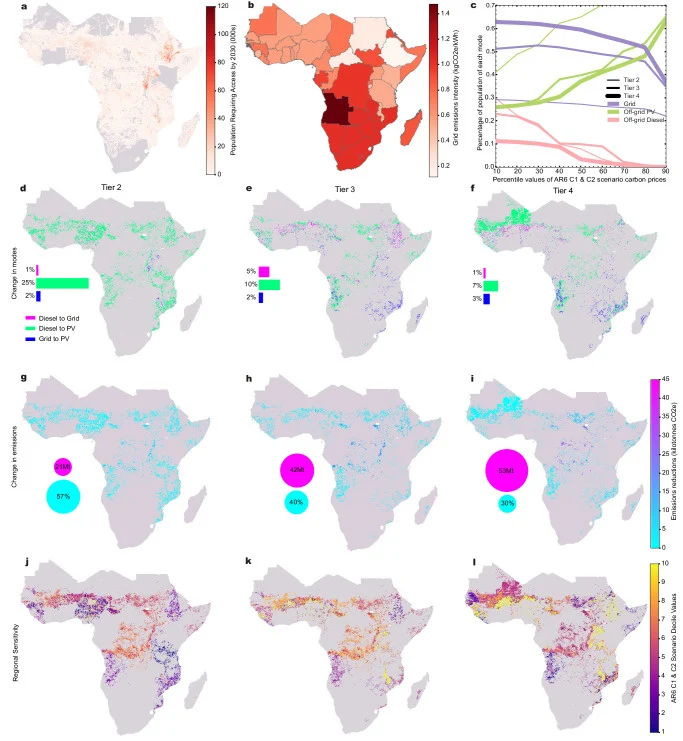 a
120
100
80
60
40
20
0
Population Requiring Access by 2030 (000s)
b
1.4
1.2
1.0
0.8
0.6
0.4
0.2
Grid emissions intensity (kgCO2e/kWh)
c
0.7
0.6
0.5
0.4
0.3
0.2
0.1
0.0
Percentage of population of each mode
Tier 2
Tier 3
Tier 4
Grid
Off-grid PV
Off-grid Diesel
10 20 30 40 50 60 70 80 90
Percentile values of AR6 C1 & C2 scenario carbon prices
d
Tier 2
Change in modes
1%
25%
2%
Diesel to Grid
Diesel to PV
Grid to PV
e
Tier 3
5%
10%
2%
f
Tier 4
1%
7%
3%
g
Change in emissions
21Mt
57%
h
42Mt
40%
i
53Mt
30%
45
40
35
30
25
20
15
10
5
0
Emissions reductions (kilatonnes CO2e)
j
Regional Sensitivity
k
l
10
9
8
7
6
5
4
3
2
1
AR6 C1 & C2 Scenario Decile Values